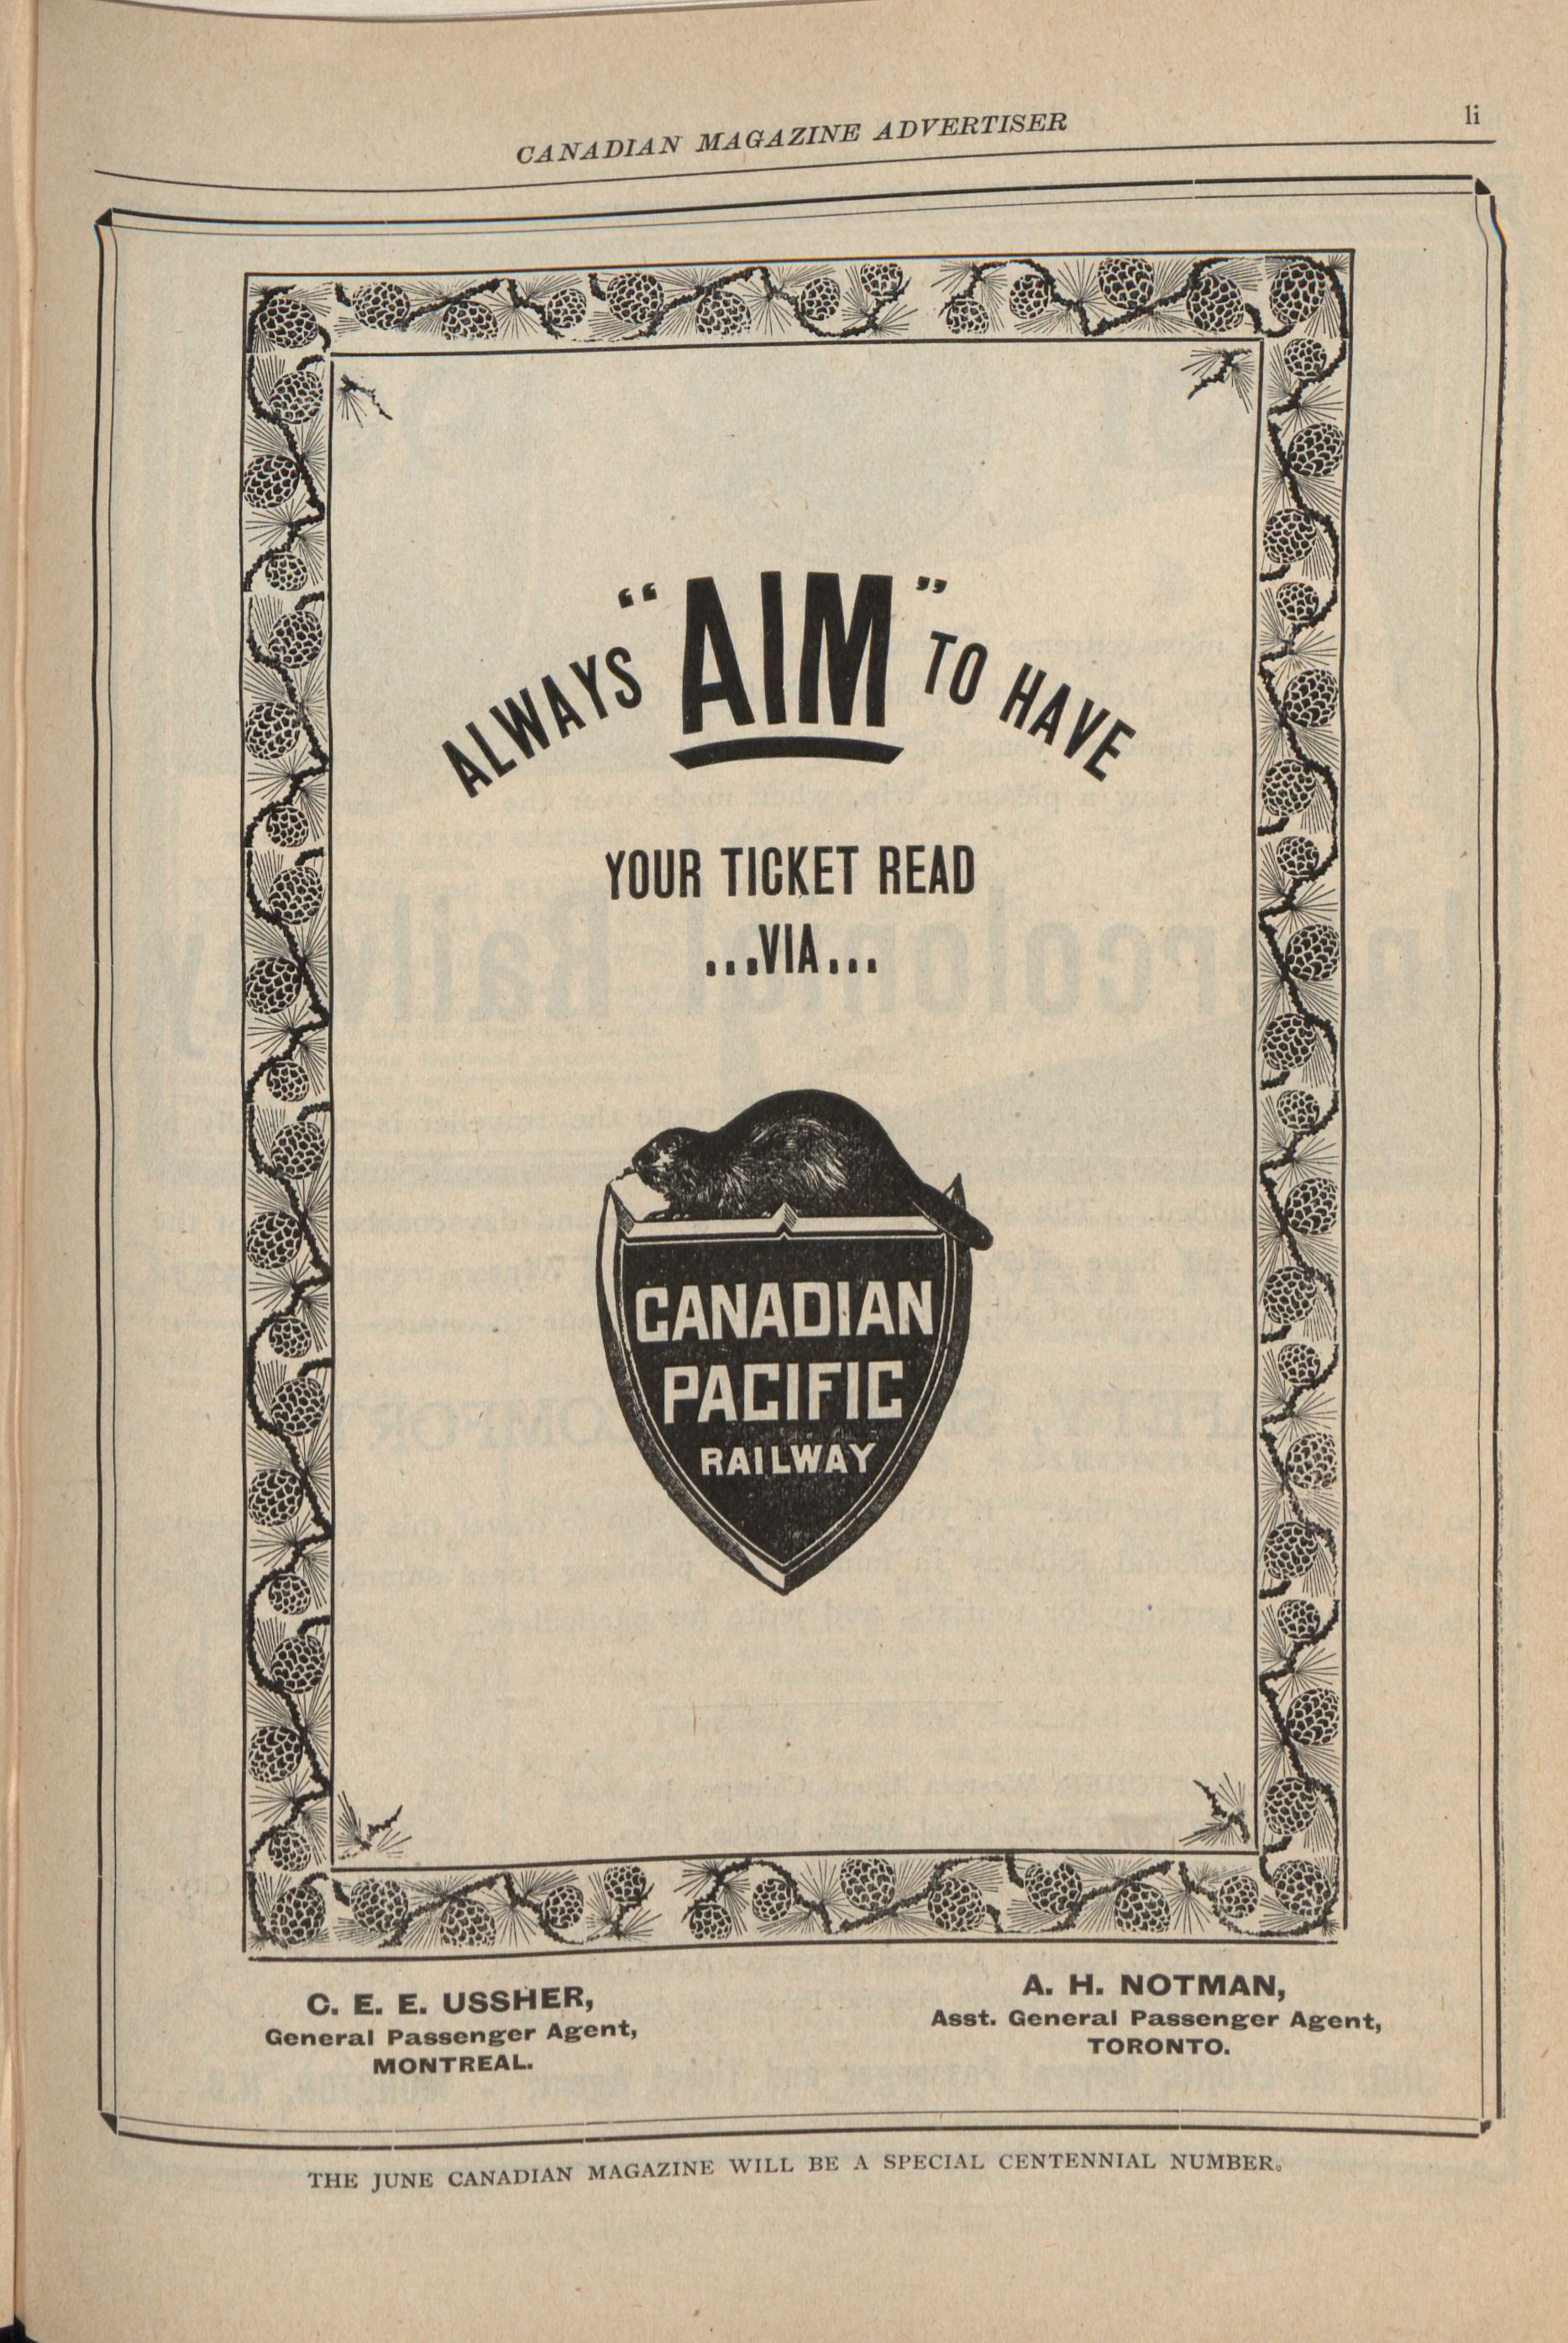 CANADIAN MAGAZINE ADVERTISER
li
ALWAYS "AIM" TO HAVE
YOUR TICKET READ
...VIA...
CANADIAN
PACIFIC
RAILWAY
C. E. E. USSHER,
General Passenger Agent,
MONTREAL.
A. H. NOTMAN,
Asst. General Passenger Agent,
TORONTO.
THE JUNE CANADIAN MAGAZINE WILL BE A SPECIAL CENTENNIAL NUMBER.